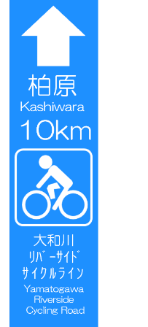 柏原
Kashiwara
10km
大和川
ﾘﾊﾞｰｻｲﾄﾞ
ｻｲｸﾙﾗｲﾝ
Yamatogawa
Riverside
Cycling Road